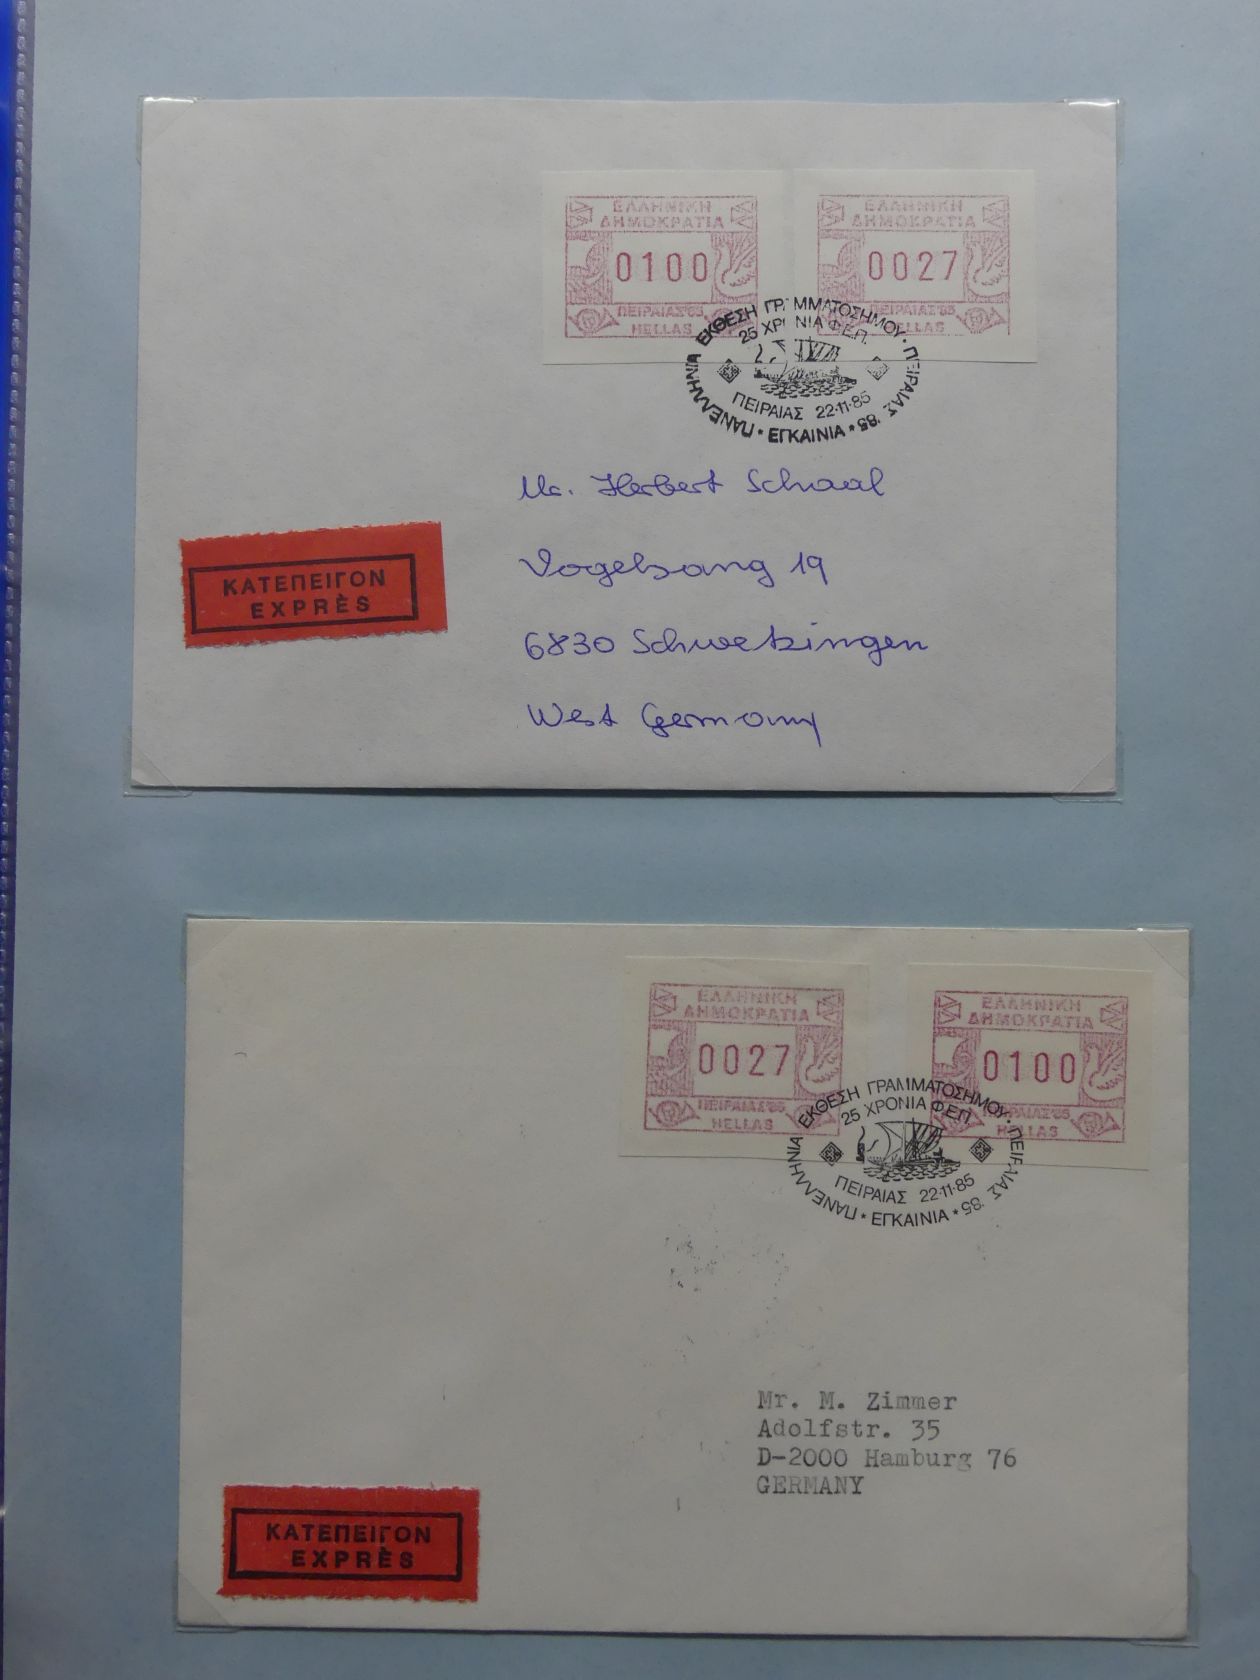 ΕΛΛΗΝΙΚΗ
ΔΗΜΟΚΡΑΤΙΑ
0100
ΠΕΙΡΑΙΑΣ'85
HELLAS
ΕΛΛΗΝΙΚΗ
ΔΗΜΟΚΡΑΤΙΑ
0027
ΠΕΙΡΑΙΑΣ'85
HELLAS
ΠΑΝΕΛΛΗΝΙΑ ΕΚΘΕΣΗ ΓΡΑΜΜΑΤΟΣΗΜΟΥ · ΠΕΙΡΑΙΑΣ '85
25 ΧΡΟΝΙΑ Φ.Ε.Π.
ΠΕΙΡΑΙΑΣ 22·11·85
* ΕΓΚΑΙΝΙΑ *
Mr. Herbert Schaal
Vogelsang 19
6830 Schwetzingen
West Germany
ΚΑΤΕΠΕΙΓΟΝ
EXPRÈS
ΕΛΛΗΝΙΚΗ
ΔΗΜΟΚΡΑΤΙΑ
0027
ΠΕΙΡΑΙΑΣ'85
HELLAS
ΕΛΛΗΝΙΚΗ
ΔΗΜΟΚΡΑΤΙΑ
0100
ΠΕΙΡΑΙΑΣ'85
HELLAS
ΠΑΝΕΛΛΗΝΙΑ ΕΚΘΕΣΗ ΓΡΑΜΜΑΤΟΣΗΜΟΥ · ΠΕΙΡΑΙΑΣ '85
25 ΧΡΟΝΙΑ Φ.Ε.Π.
ΠΕΙΡΑΙΑΣ 22·11·85
* ΕΓΚΑΙΝΙΑ *
Mr. M. Zimmer
Adolfstr. 35
D-2000 Hamburg 76
GERMANY
ΚΑΤΕΠΕΙΓΟΝ
EXPRÈS